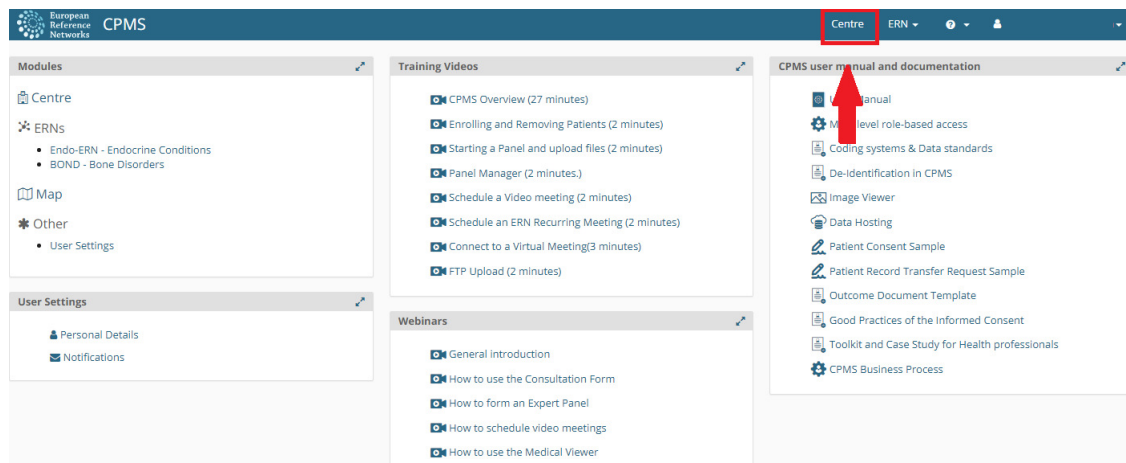 European
Reference
Networks
CPMS
Centre
ERN
Modules
Centre
ERNs
Endo-ERN - Endocrine Conditions
BOND - Bone Disorders
Map
Other
User Settings
User Settings
Personal Details
Notifications
Training Videos
CPMS Overview (27 minutes)
Enrolling and Removing Patients (2 minutes)
Starting a Panel and upload files (2 minutes)
Panel Manager (2 minutes.)
Schedule a Video meeting (2 minutes)
Schedule an ERN Recurring Meeting (2 minutes)
Connect to a Virtual Meeting(3 minutes)
FTP Upload (2 minutes)
Webinars
General introduction
How to use the Consultation Form
How to form an Expert Panel
How to schedule video meetings
How to use the Medical Viewer
CPMS user manual and documentation
Manual
level role-based access
Coding systems & Data standards
De-Identification in CPMS
Image Viewer
Data Hosting
Patient Consent Sample
Patient Record Transfer Request Sample
Outcome Document Template
Good Practices of the Informed Consent
Toolkit and Case Study for Health professionals
CPMS Business Process